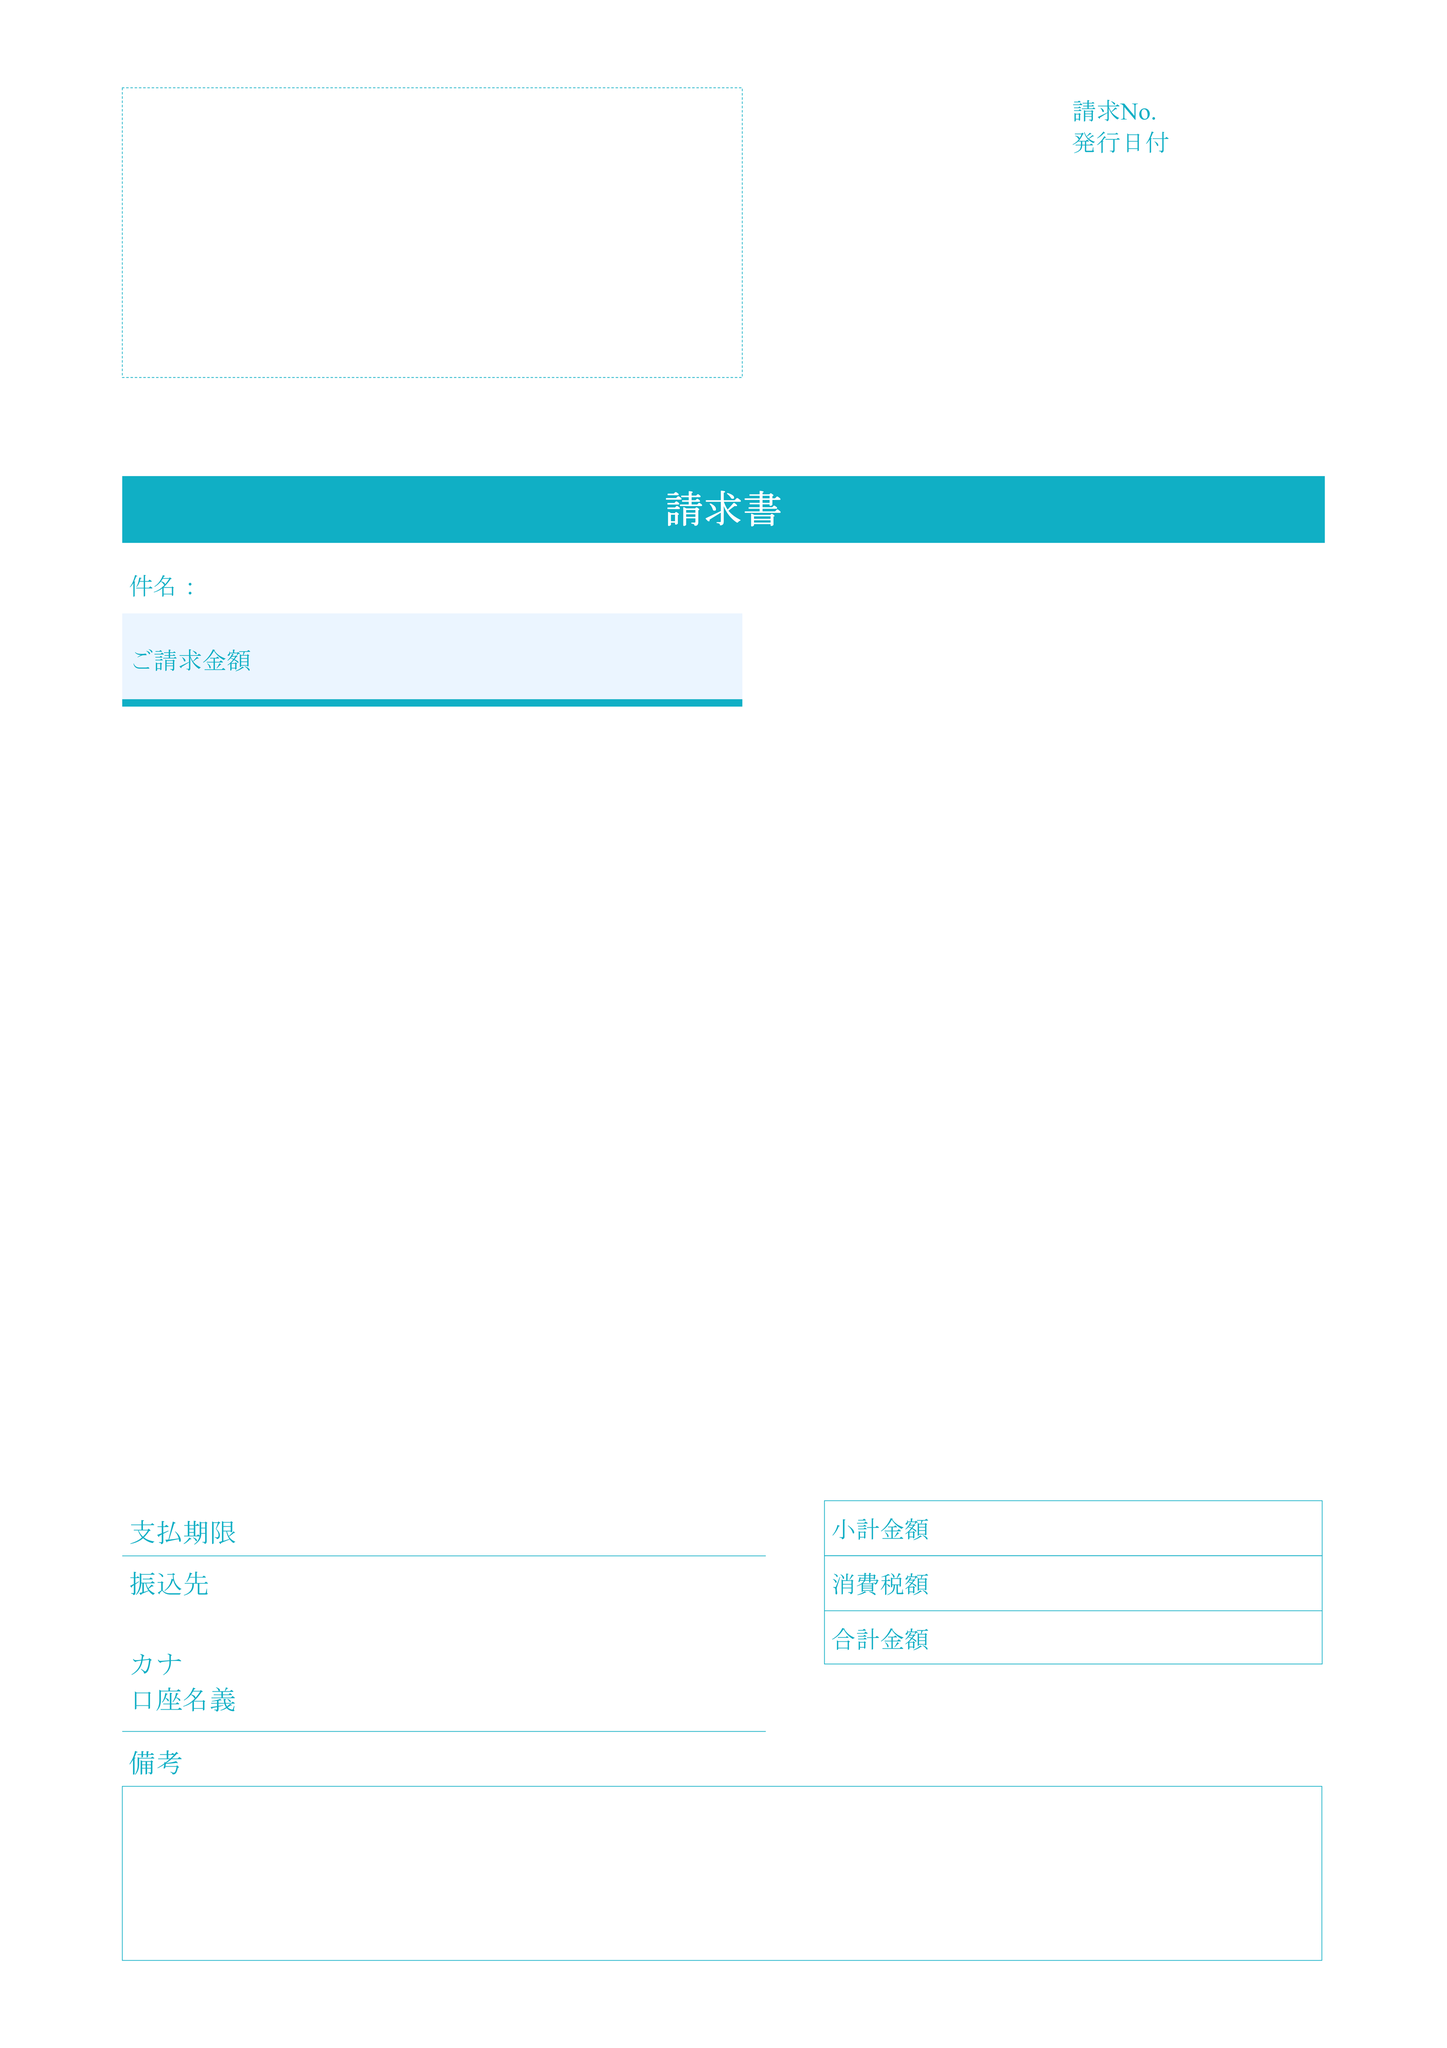 請求No.
発行日付
請求書
件名：
ご請求金額
支払期限
振込先
カナ
口座名義
小計金額
消費税額
合計金額
備考